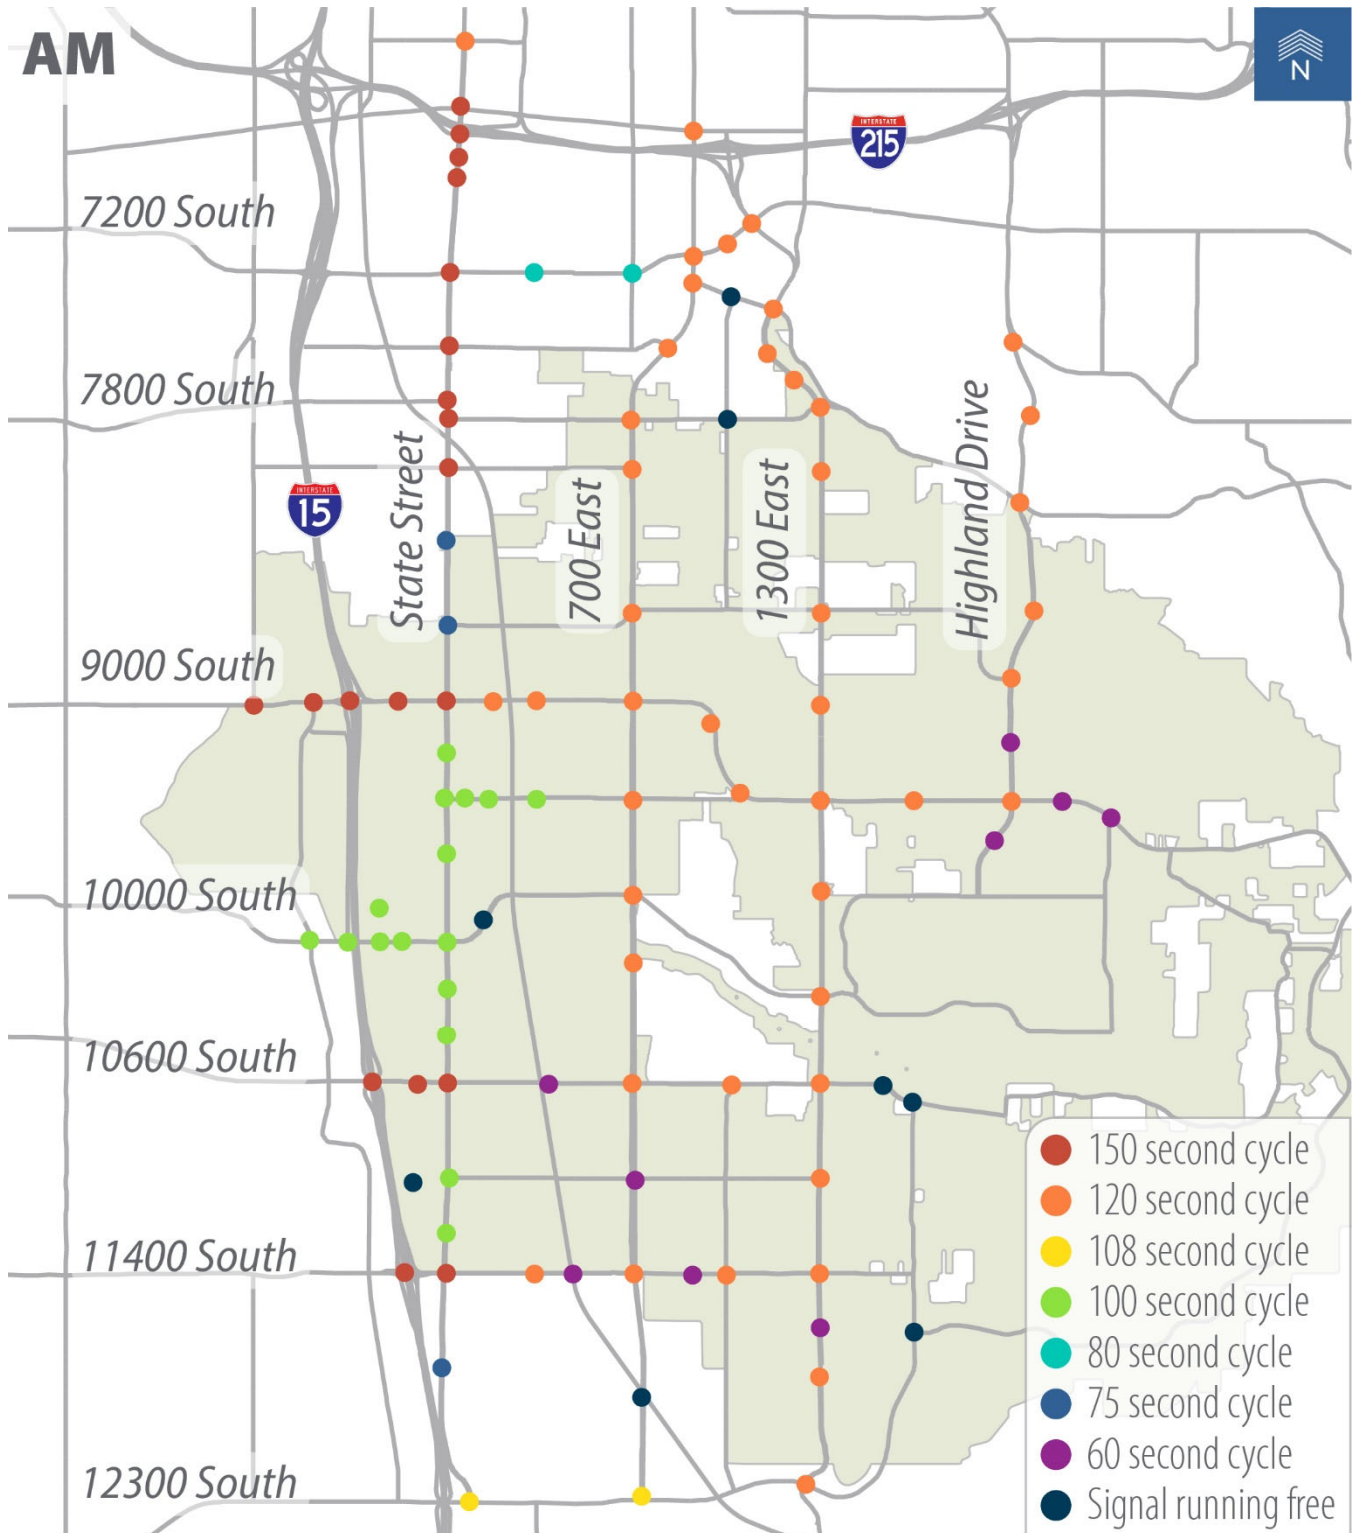 AM
N
INTERSTATE
215
7200 South
7800 South
INTERSTATE
15
State Street
700 East
1300 East
Highland Drive
9000 South
10000 South
10600 South
11400 South
12300 South
150 second cycle
120 second cycle
108 second cycle
100 second cycle
80 second cycle
75 second cycle
60 second cycle
Signal running free